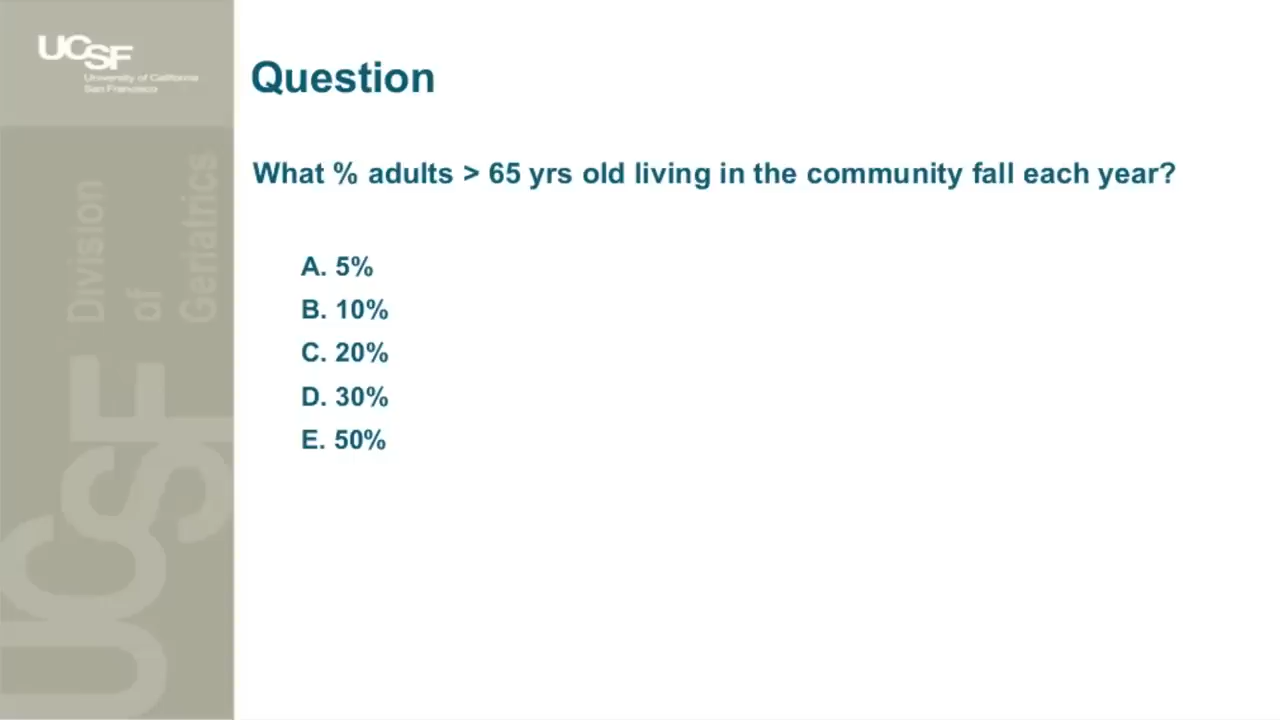 UCSF
University of California
San Francisco
Division
of
Geriatrics
UCSF
Question
What % adults > 65 yrs old living in the community fall each year?
A. 5%
B. 10%
C. 20%
D. 30%
E. 50%